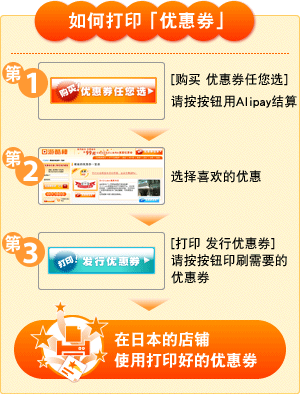 如何打印「优惠券」
第1
购买! 优惠券任您选
[购买 优惠券任您选]
请按按钮用Alipay结算
第2
选择喜欢的优惠
第3
打印! 发行优惠券
[打印 发行优惠券]
请按按钮印刷需要的
优惠券
在日本的店铺
使用打印好的优惠券